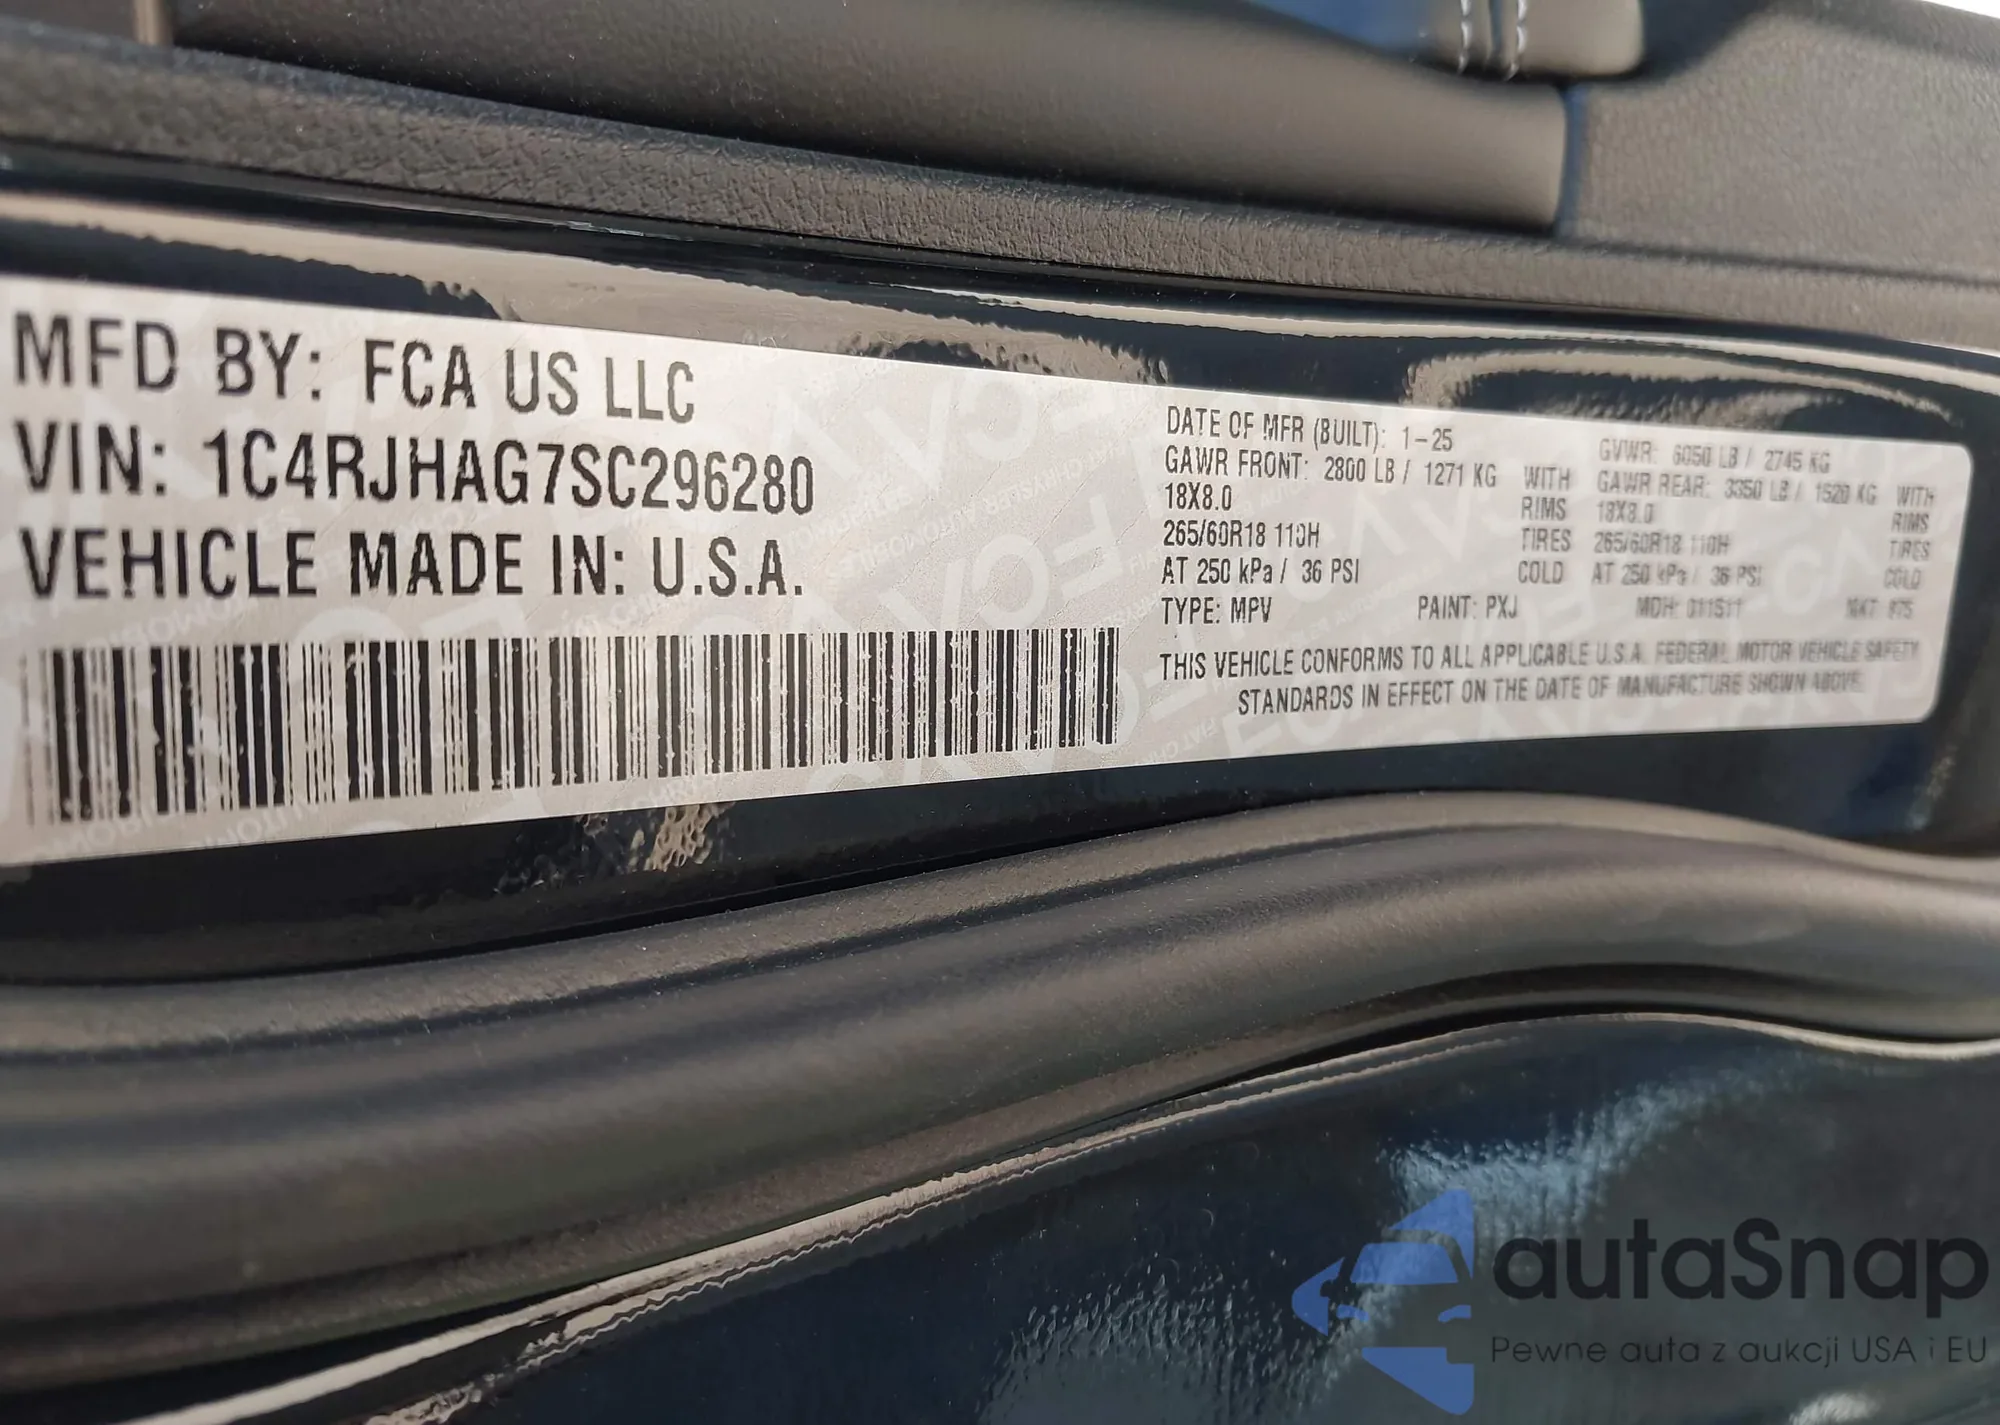 MFD BY: FCA US LLC
VIN: 1C4RJHAG7SC296280
VEHICLE MADE IN: U.S.A.
DATE OF MFR (BUILT): 1-25 GVWR: 6050 LB / 2745 KG
GAWR FRONT: 2800 LB / 1271 KG WITH GAWR REAR: 3350 LB / 1520 KG WITH
18X8.0 RIMS 18X8.0 RIMS
265/60R18 110H TIRES 265/60R18 110H TIRES
AT 250 kPa / 36 PSI COLD AT 250 kPa / 36 PSI COLD
TYPE: MPV PAINT: PXJ MDH: 011511
THIS VEHICLE CONFORMS TO ALL APPLICABLE U.S.A. FEDERAL MOTOR VEHICLE SAFETY
STANDARDS IN EFFECT ON THE DATE OF MANUFACTURE SHOWN ABOVE.
autaSnap
Pewne auta z aukcji USA i EU